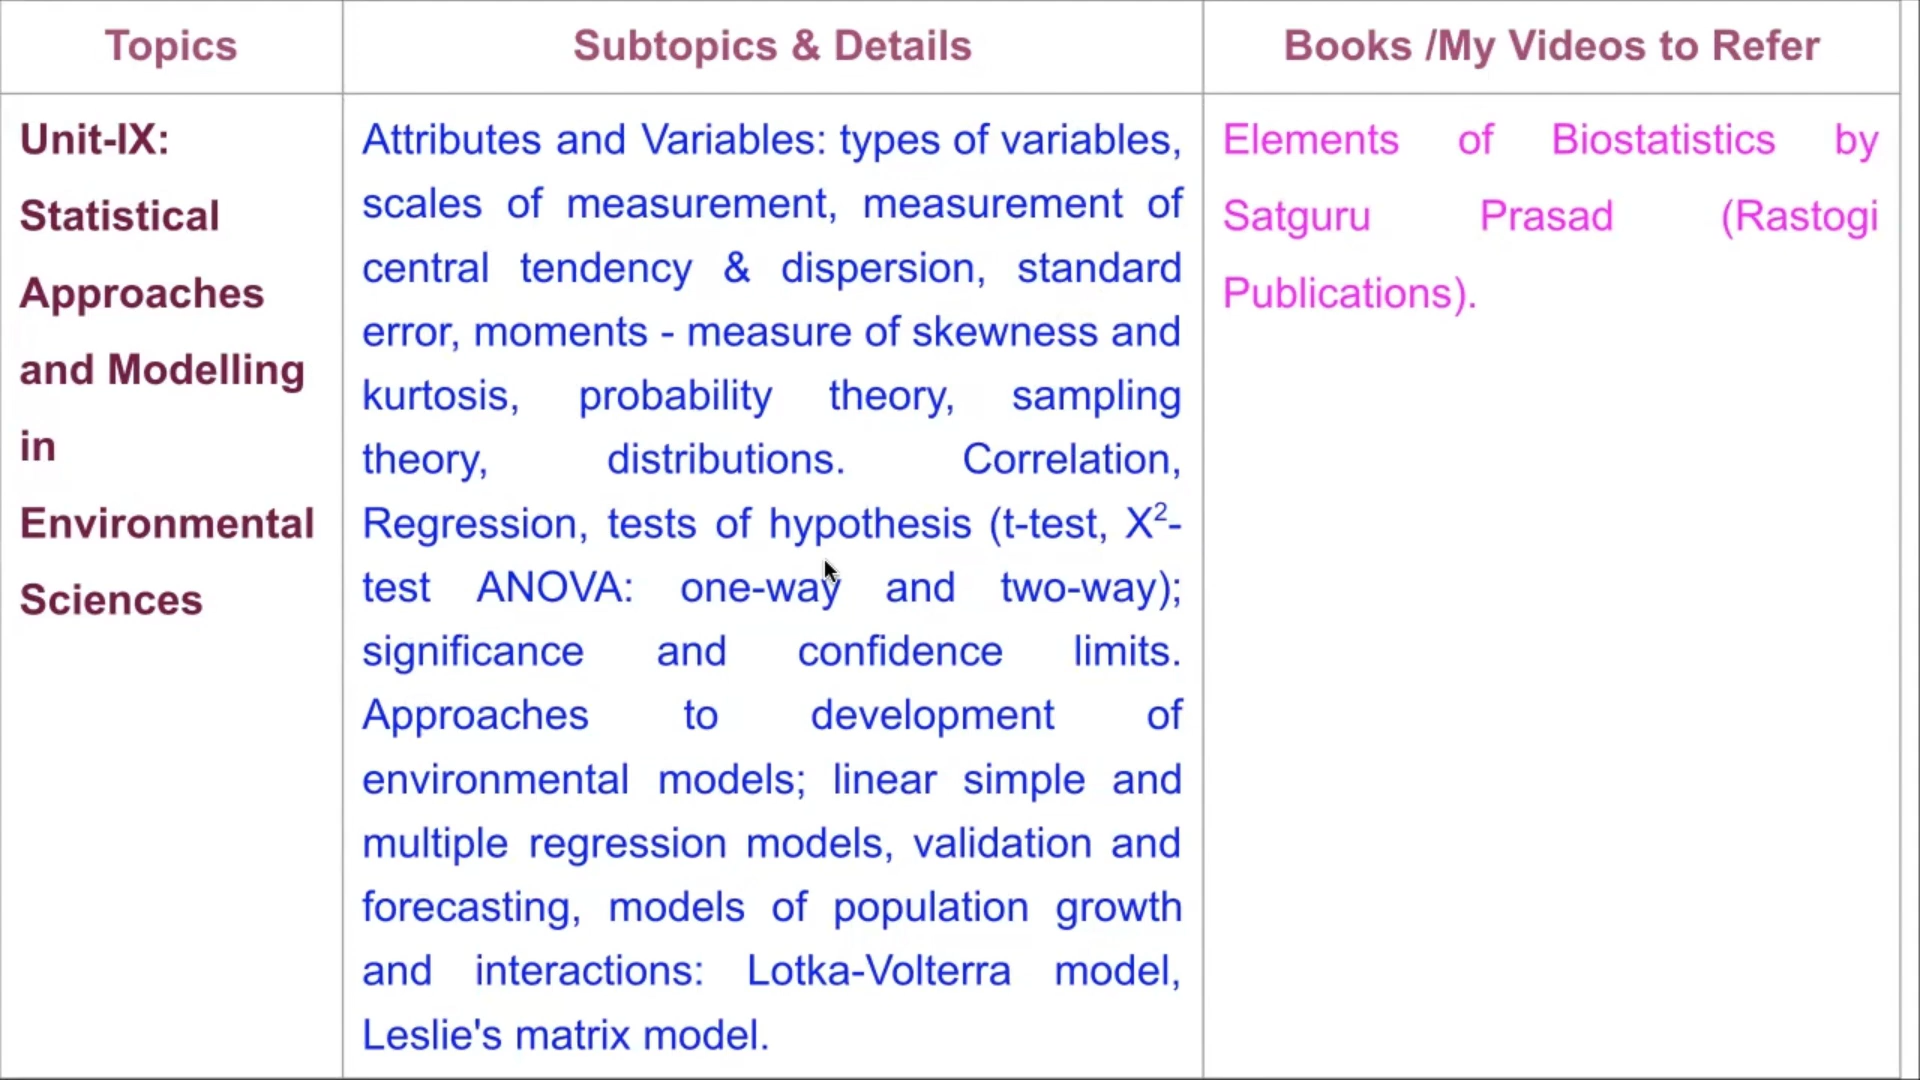 Topics
Subtopics & Details
Books /My Videos to Refer
Unit-IX:
Statistical
Approaches
and Modelling
in
Environmental
Sciences
Attributes and Variables: types of variables,
scales of measurement, measurement of
central tendency & dispersion, standard
error, moments - measure of skewness and
kurtosis, probability theory, sampling
theory, distributions. Correlation,
Regression, tests of hypothesis (t-test, X²-
test ANOVA: one-way and two-way);
significance and confidence limits.
Approaches to development of
environmental models; linear simple and
multiple regression models, validation and
forecasting, models of population growth
and interactions: Lotka-Volterra model,
Leslie's matrix model.
Elements of Biostatistics by
Satguru Prasad (Rastogi
Publications).